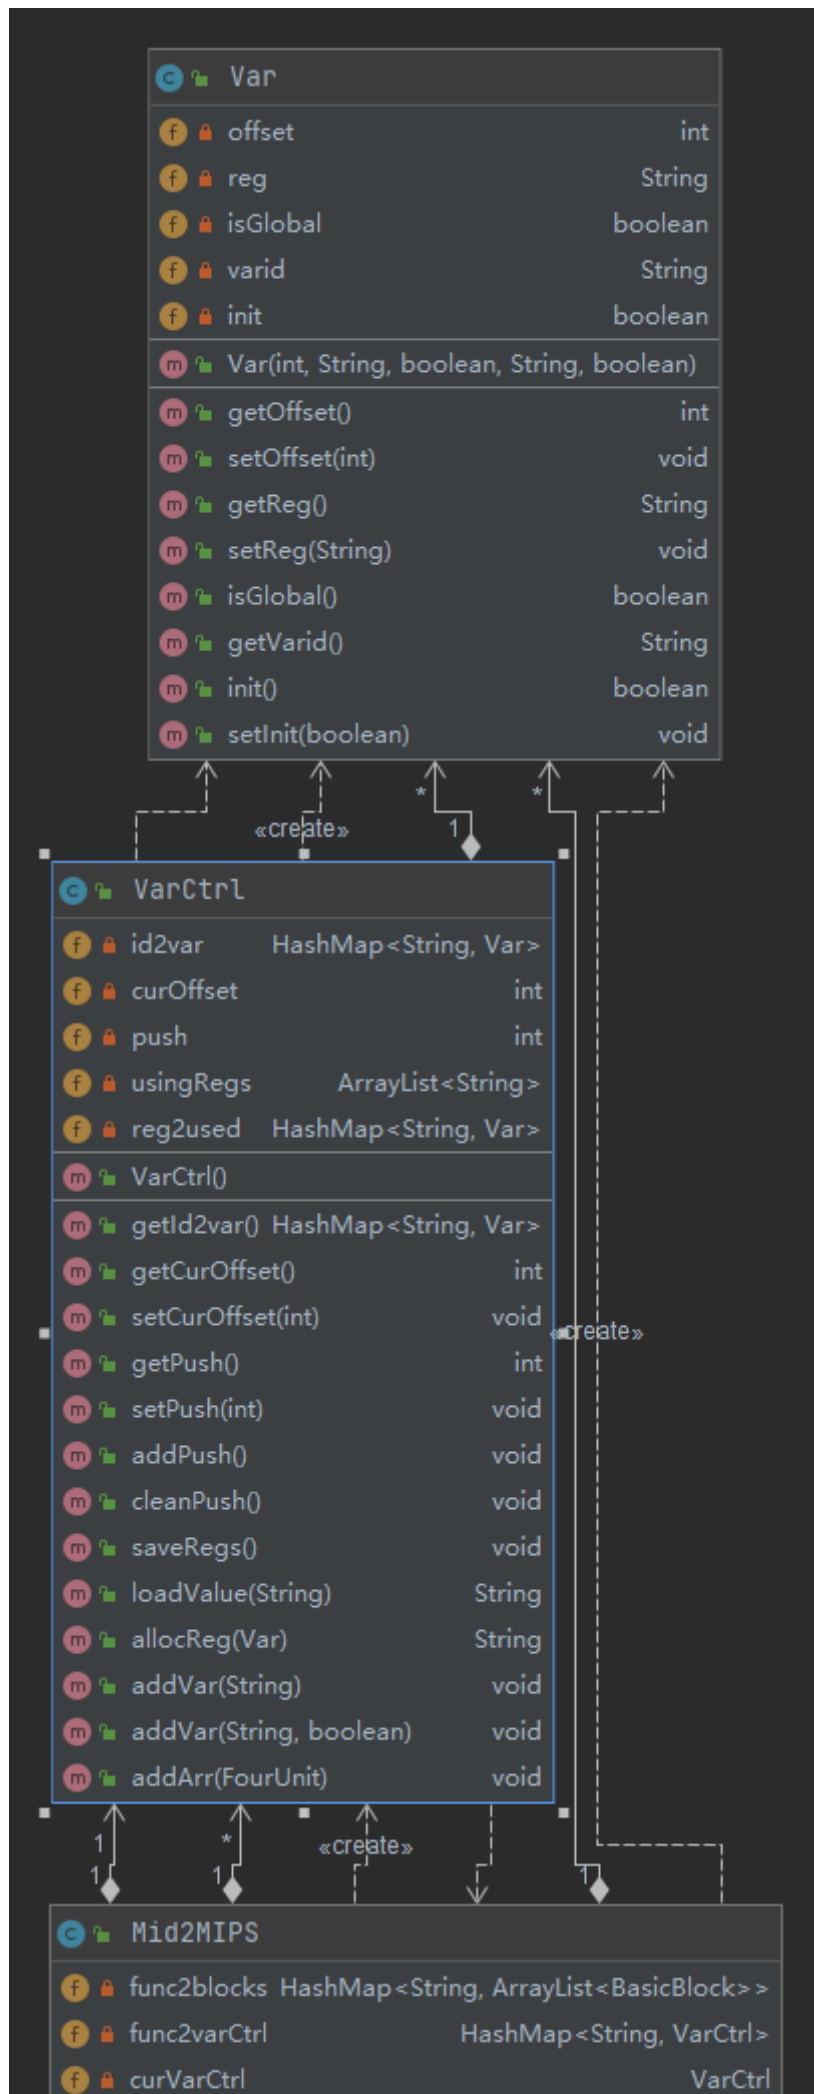 Var
offset int
reg String
isGlobal boolean
varid String
init boolean
Var(int, String, boolean, String, boolean)
getOffset() int
setOffset(int) void
getReg() String
setReg(String) void
isGlobal() boolean
getVarid() String
init() boolean
setInit(boolean) void
* *
«create» 1
VarCtrl
id2var HashMap<String, Var>
curOffset int
push int
usingRegs ArrayList<String>
reg2used HashMap<String, Var>
VarCtrl()
getId2var() HashMap<String, Var>
getCurOffset() int
setCurOffset(int) void
«create»
getPush() int
setPush(int) void
addPush() void
cleanPush() void
saveRegs() void
loadValue(String) String
allocReg(Var) String
addVar(String) void
addVar(String, boolean) void
addArr(FourUnit) void
1 * «create»
1 1 1
Mid2MIPS
func2blocks HashMap<String, ArrayList<BasicBlock>>
func2varCtrl HashMap<String, VarCtrl>
curVarCtrl VarCtrl